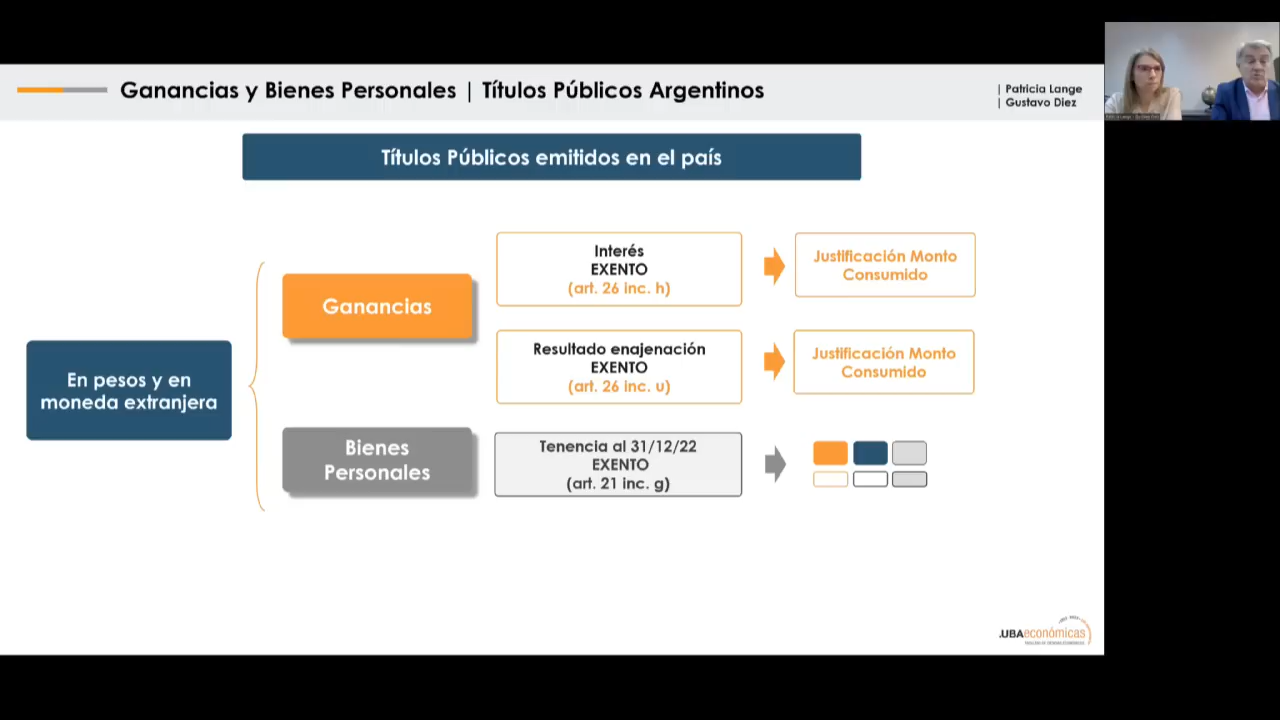 Ganancias y Bienes Personales | Títulos Públicos Argentinos
| Patricia Lange
| Gustavo Diez
Títulos Públicos emitidos en el país
En pesos y en
moneda extranjera
Ganancias
Interés
EXENTO
(art. 26 inc. h)
Justificación Monto
Consumido
Resultado enajenación
EXENTO
(art. 26 inc. u)
Justificación Monto
Consumido
Bienes
Personales
Tenencia al 31/12/22
EXENTO
(art. 21 inc. g)
.UBAeconómicas